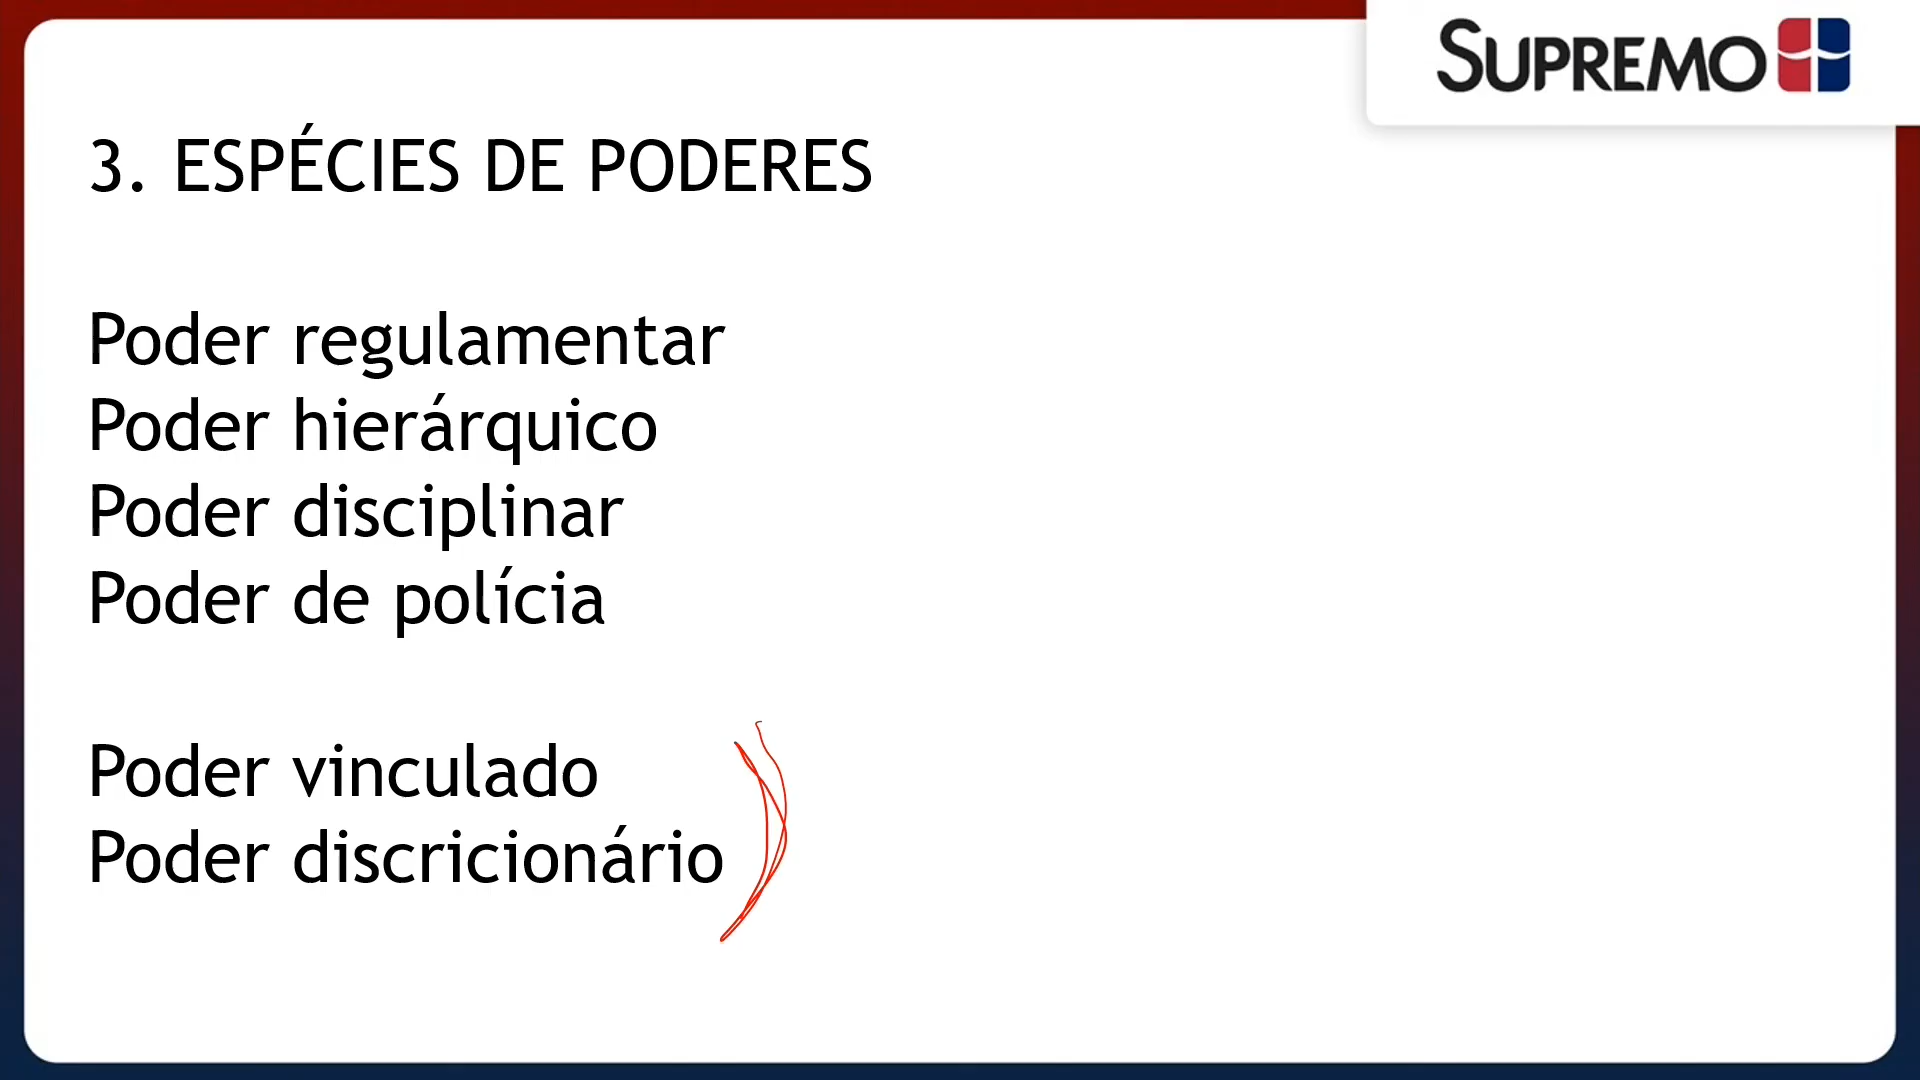 SUPREMO
3. ESPÉCIES DE PODERES
Poder regulamentar
Poder hierárquico
Poder disciplinar
Poder de polícia
Poder vinculado
Poder discricionário